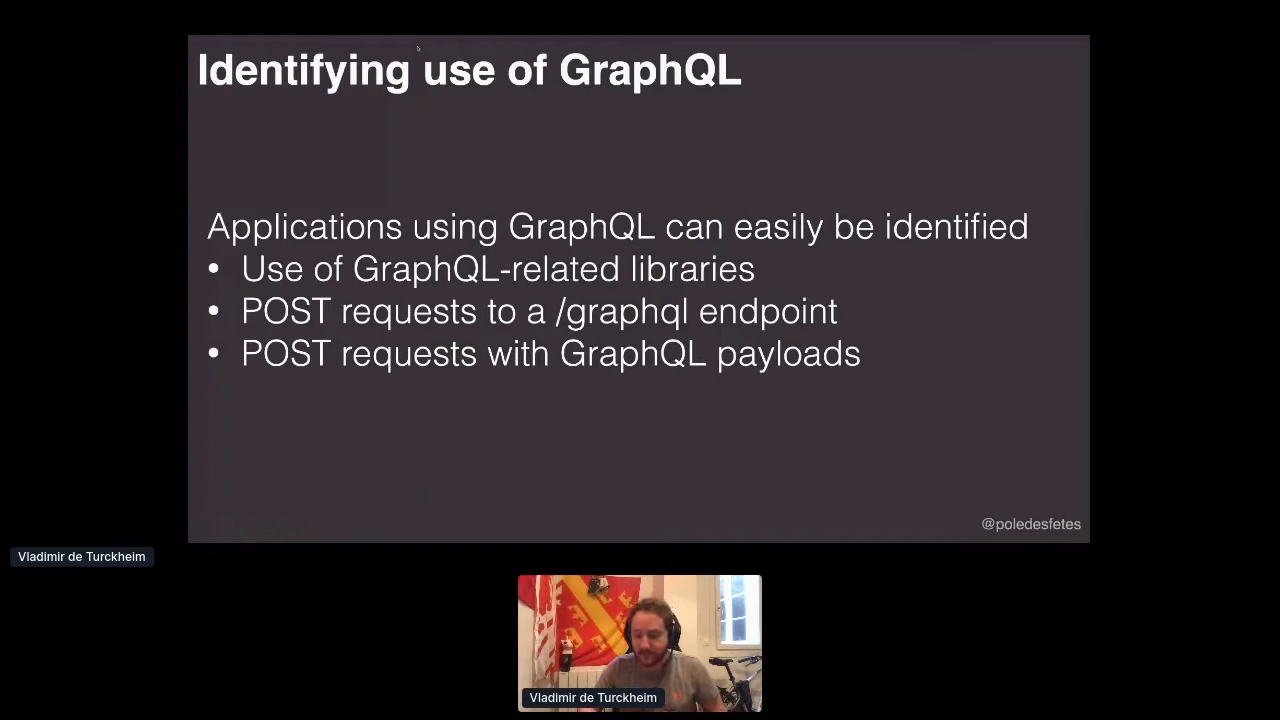 Identifying use of GraphQL
Applications using GraphQL can easily be identified
• Use of GraphQL-related libraries
• POST requests to a /graphql endpoint
• POST requests with GraphQL payloads
@poledesfetes
Vladimir de Turckheim
Vladimir de Turckheim